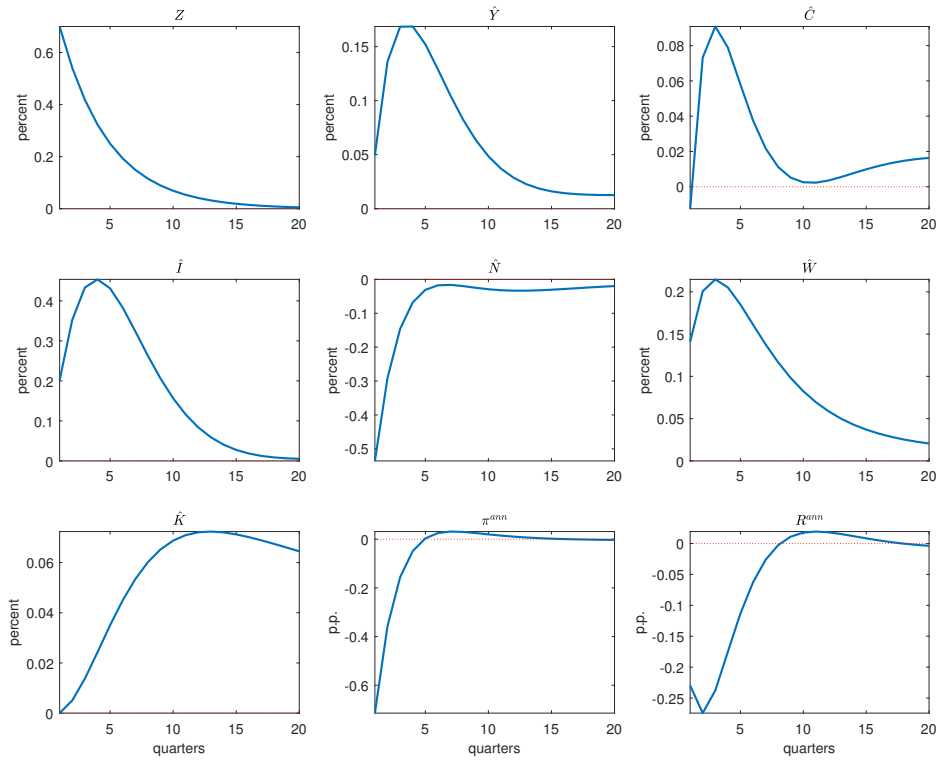 Z
Ŷ
Ĉ
percent
0.6
0.4
0.2
0
5 10 15 20
percent
0.15
0.1
0.05
0
5 10 15 20
percent
0.08
0.06
0.04
0.02
0
5 10 15 20
Î
N̂
Ŵ
percent
0.4
0.3
0.2
0.1
0
5 10 15 20
percent
0
-0.1
-0.2
-0.3
-0.4
-0.5
5 10 15 20
percent
0.2
0.15
0.1
0.05
0
5 10 15 20
K̂
π^{ann}
R^{ann}
percent
0.06
0.04
0.02
0
5 10 15 20
quarters
p.p.
0
-0.2
-0.4
-0.6
5 10 15 20
quarters
p.p.
0
-0.05
-0.1
-0.15
-0.2
-0.25
5 10 15 20
quarters